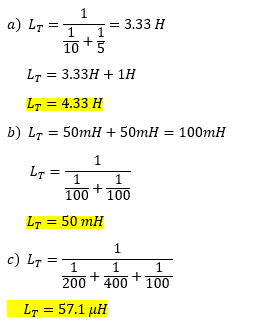 a) L_T = 1 / (1/10 + 1/5) = 3.33 H
L_T = 3.33H + 1H
L_T = 4.33 H
b) L_T = 50mH + 50mH = 100mH
L_T = 1 / (1/100 + 1/100)
L_T = 50 mH
c) L_T = 1 / (1/200 + 1/400 + 1/100)
L_T = 57.1 μH